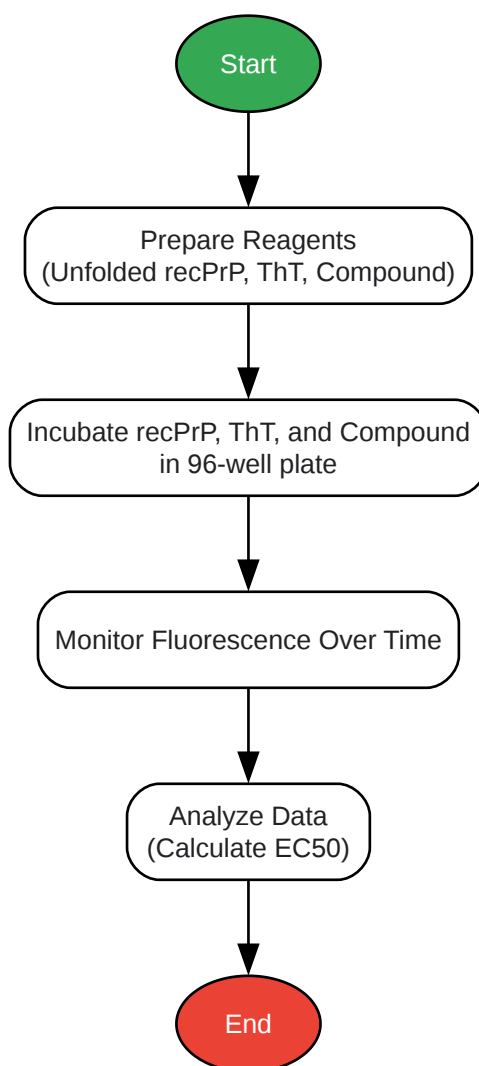 Start
Prepare Reagents
(Unfolded recPrP, ThT, Compound)
Incubate recPrP, ThT, and Compound
in 96-well plate
Monitor Fluorescence Over Time
Analyze Data
(Calculate EC50)
End